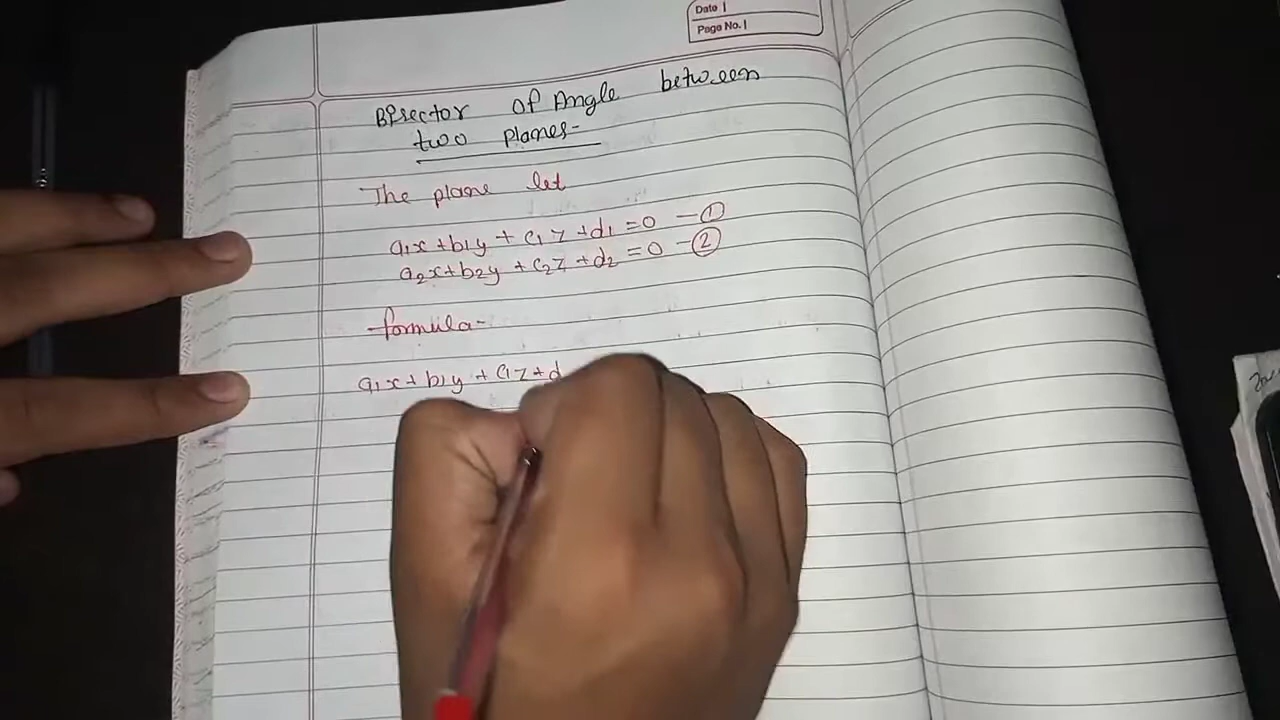 Date |
Page No. |
Bisector of Angle between
two planes-
The plane let
a1x+b1y + c1z + d1 =0 -①
a2x+b2y + c2z + d2 =0 -②
formula-
a1x+ b1y + c1z+d